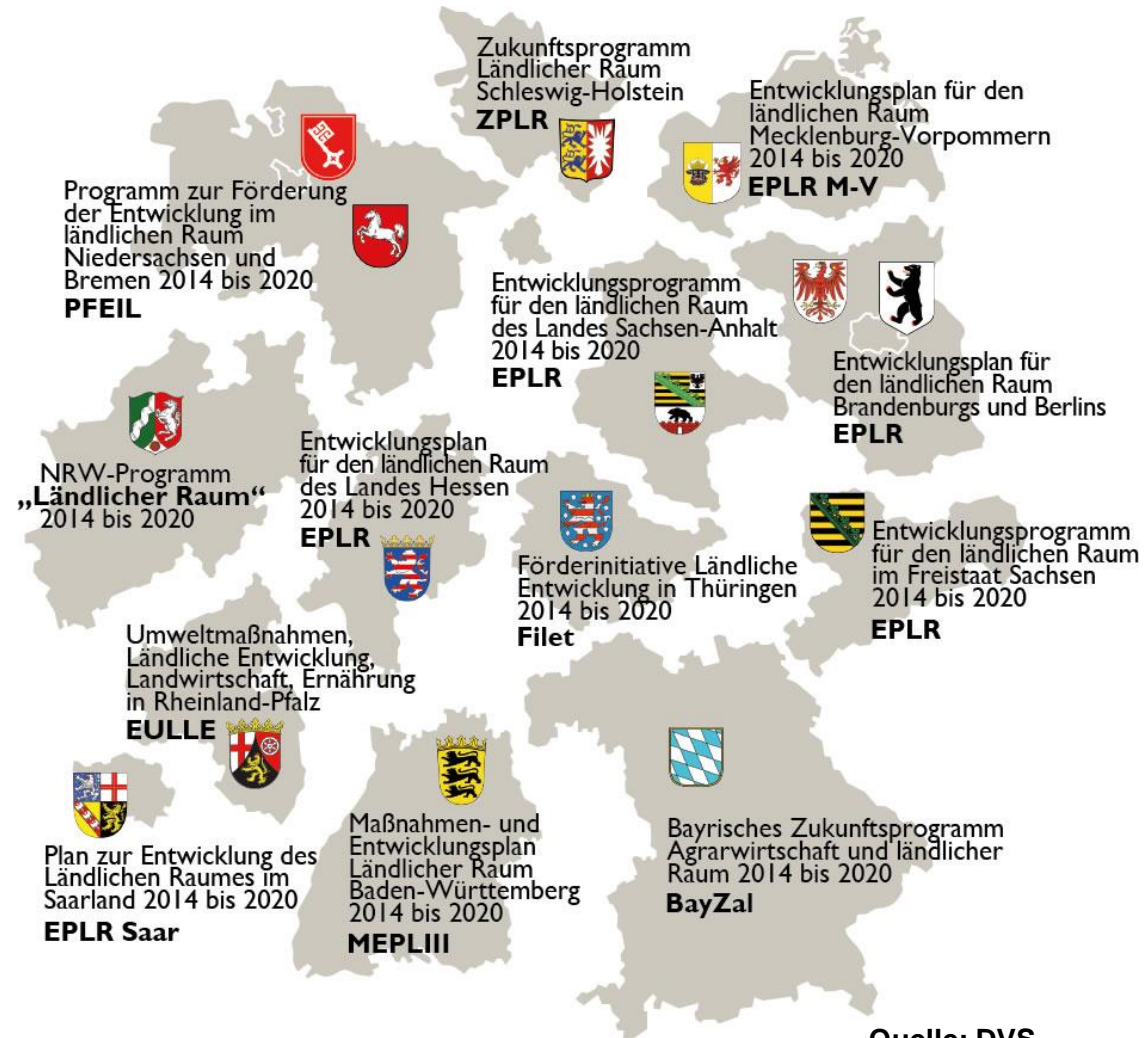 Zukunftsprogramm
Ländlicher Raum
Schleswig-Holstein
ZPLR
Entwicklungsplan für den
ländlichen Raum
Mecklenburg-Vorpommern
2014 bis 2020
EPLR M-V
Programm zur Förderung
der Entwicklung im
ländlichen Raum
Niedersachsen und
Bremen 2014 bis 2020
PFEIL
Entwicklungsprogramm
für den ländlichen Raum
des Landes Sachsen-Anhalt
2014 bis 2020
EPLR
Entwicklungsplan für
den ländlichen Raum
Brandenburgs und Berlins
EPLR
NRW-Programm
„Ländlicher Raum“
2014 bis 2020
Entwicklungsplan
für den ländlichen Raum
des Landes Hessen
2014 bis 2020
EPLR
Förderinitiative Ländliche
Entwicklung in Thüringen
2014 bis 2020
Filet
Entwicklungsprogramm
für den ländlichen Raum
im Freistaat Sachsen
2014 bis 2020
EPLR
Umweltmaßnahmen,
Ländliche Entwicklung,
Landwirtschaft, Ernährung
in Rheinland-Pfalz
EULLE
Plan zur Entwicklung des
Ländlichen Raumes im
Saarland 2014 bis 2020
EPLR Saar
Maßnahmen- und
Entwicklungsplan
Ländlicher Raum
Baden-Württemberg
2014 bis 2020
MEPLIII
Bayrisches Zukunftsprogramm
Agrarwirtschaft und ländlicher
Raum 2014 bis 2020
BayZal
Quelle: DVS